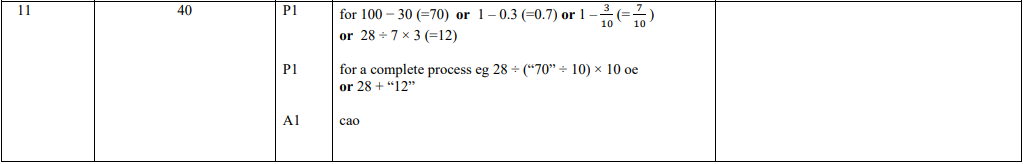 11 40 P1 for 100 – 30 (=70) or 1 – 0.3 (=0.7) or 1 – 3/10 (= 7/10 )
or 28 ÷ 7 × 3 (=12)
P1 for a complete process eg 28 ÷ (“70” ÷ 10) × 10 oe
or 28 + “12”
A1 cao